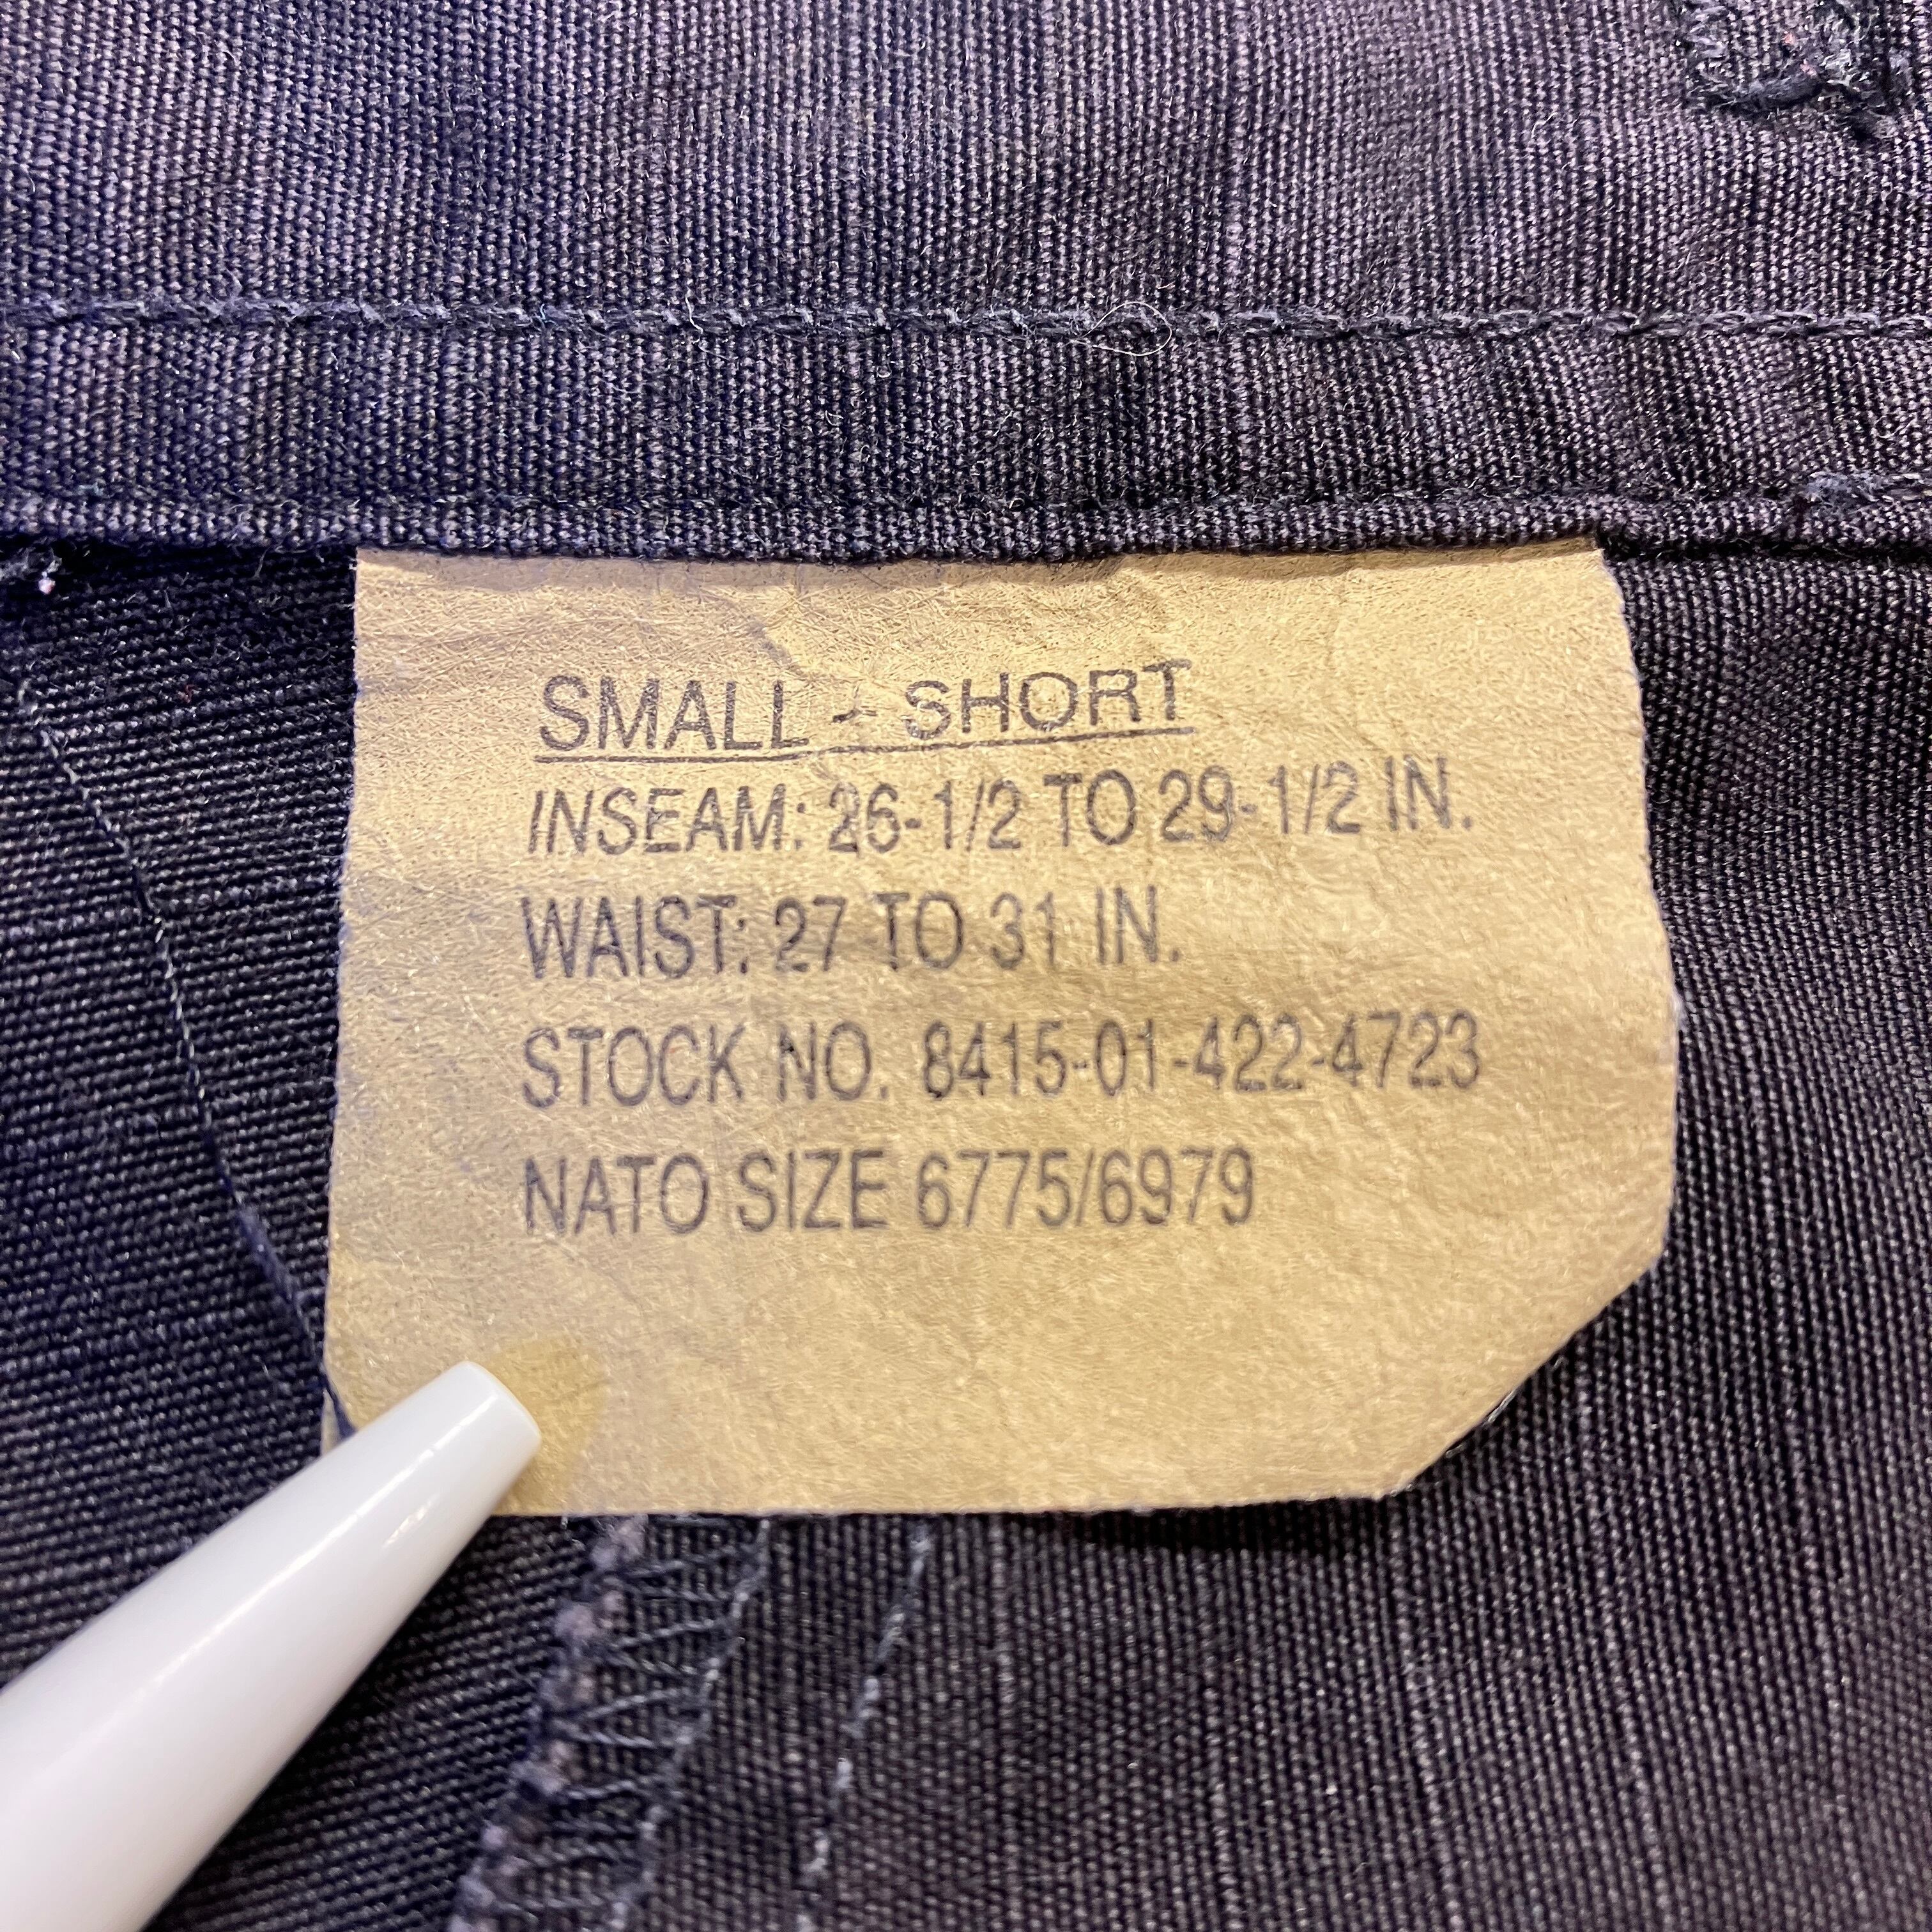 SMALL - SHORT
INSEAM: 26-1/2 TO 29-1/2 IN.
WAIST: 27 TO 31 IN.
STOCK NO. 8415-01-422-4723
NATO SIZE 6775/6979